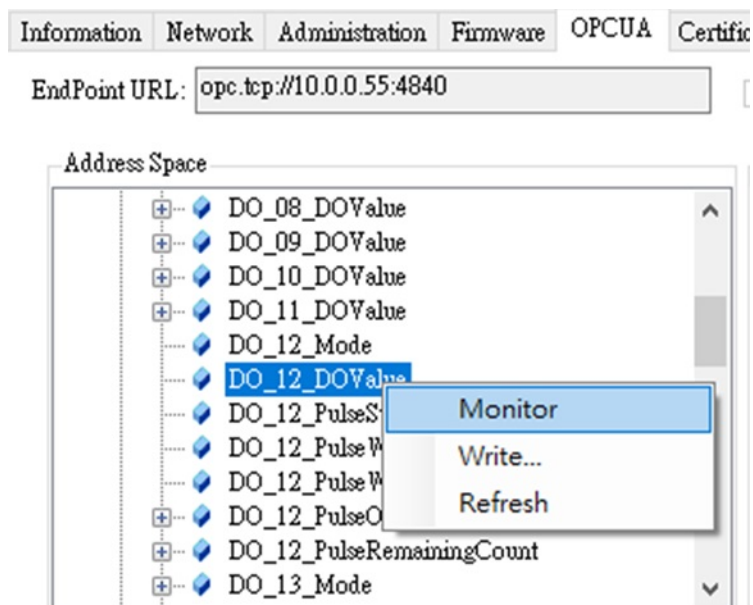 Information Network Administration Firmware OPCUA
EndPoint URL: opc.tcp://10.0.0.55:4840
Address Space
DO_08_DOValue
DO_09_DOValue
DO_10_DOValue
DO_11_DOValue
DO_12_Mode
DO_12_DOValue
Monitor
Write...
Refresh
DO_12_PulseRemainingCount
DO_13_Mode